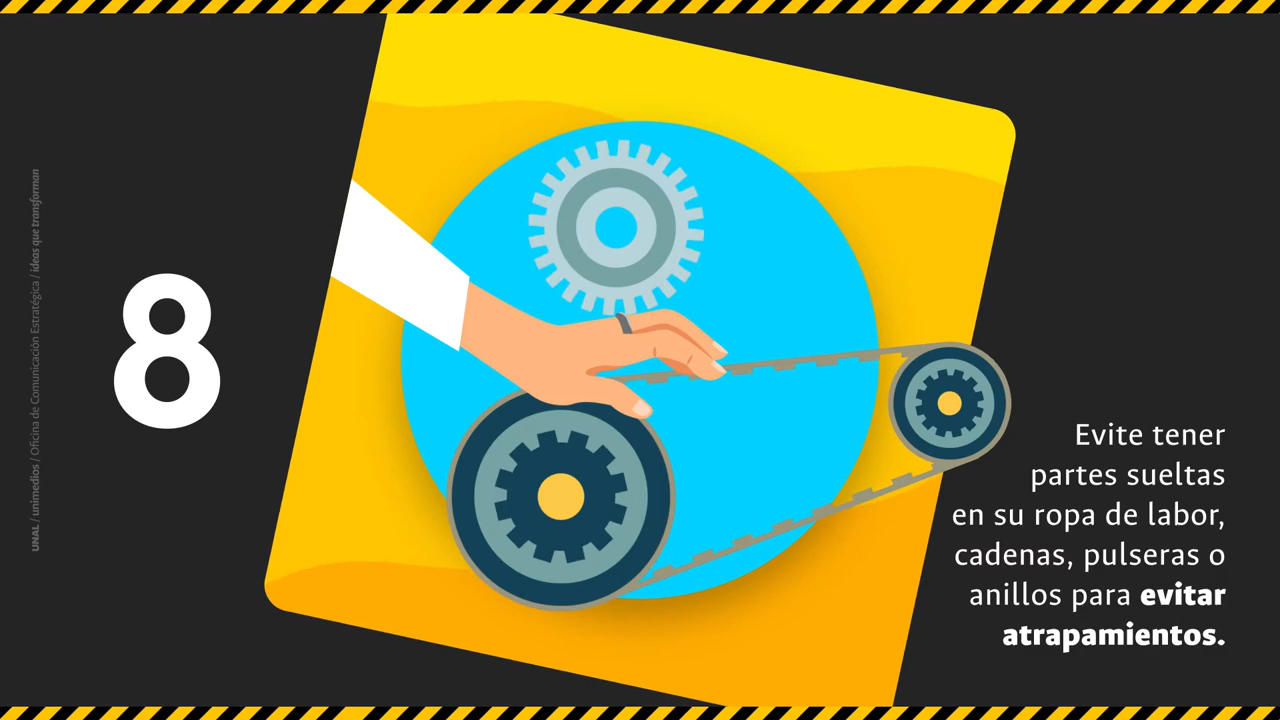 UNAL / unimedios / Oficina de Comunicación Estratégica / ideas que transforman
8
Evite tener
partes sueltas
en su ropa de labor,
cadenas, pulseras o
anillos para evitar
atrapamientos.